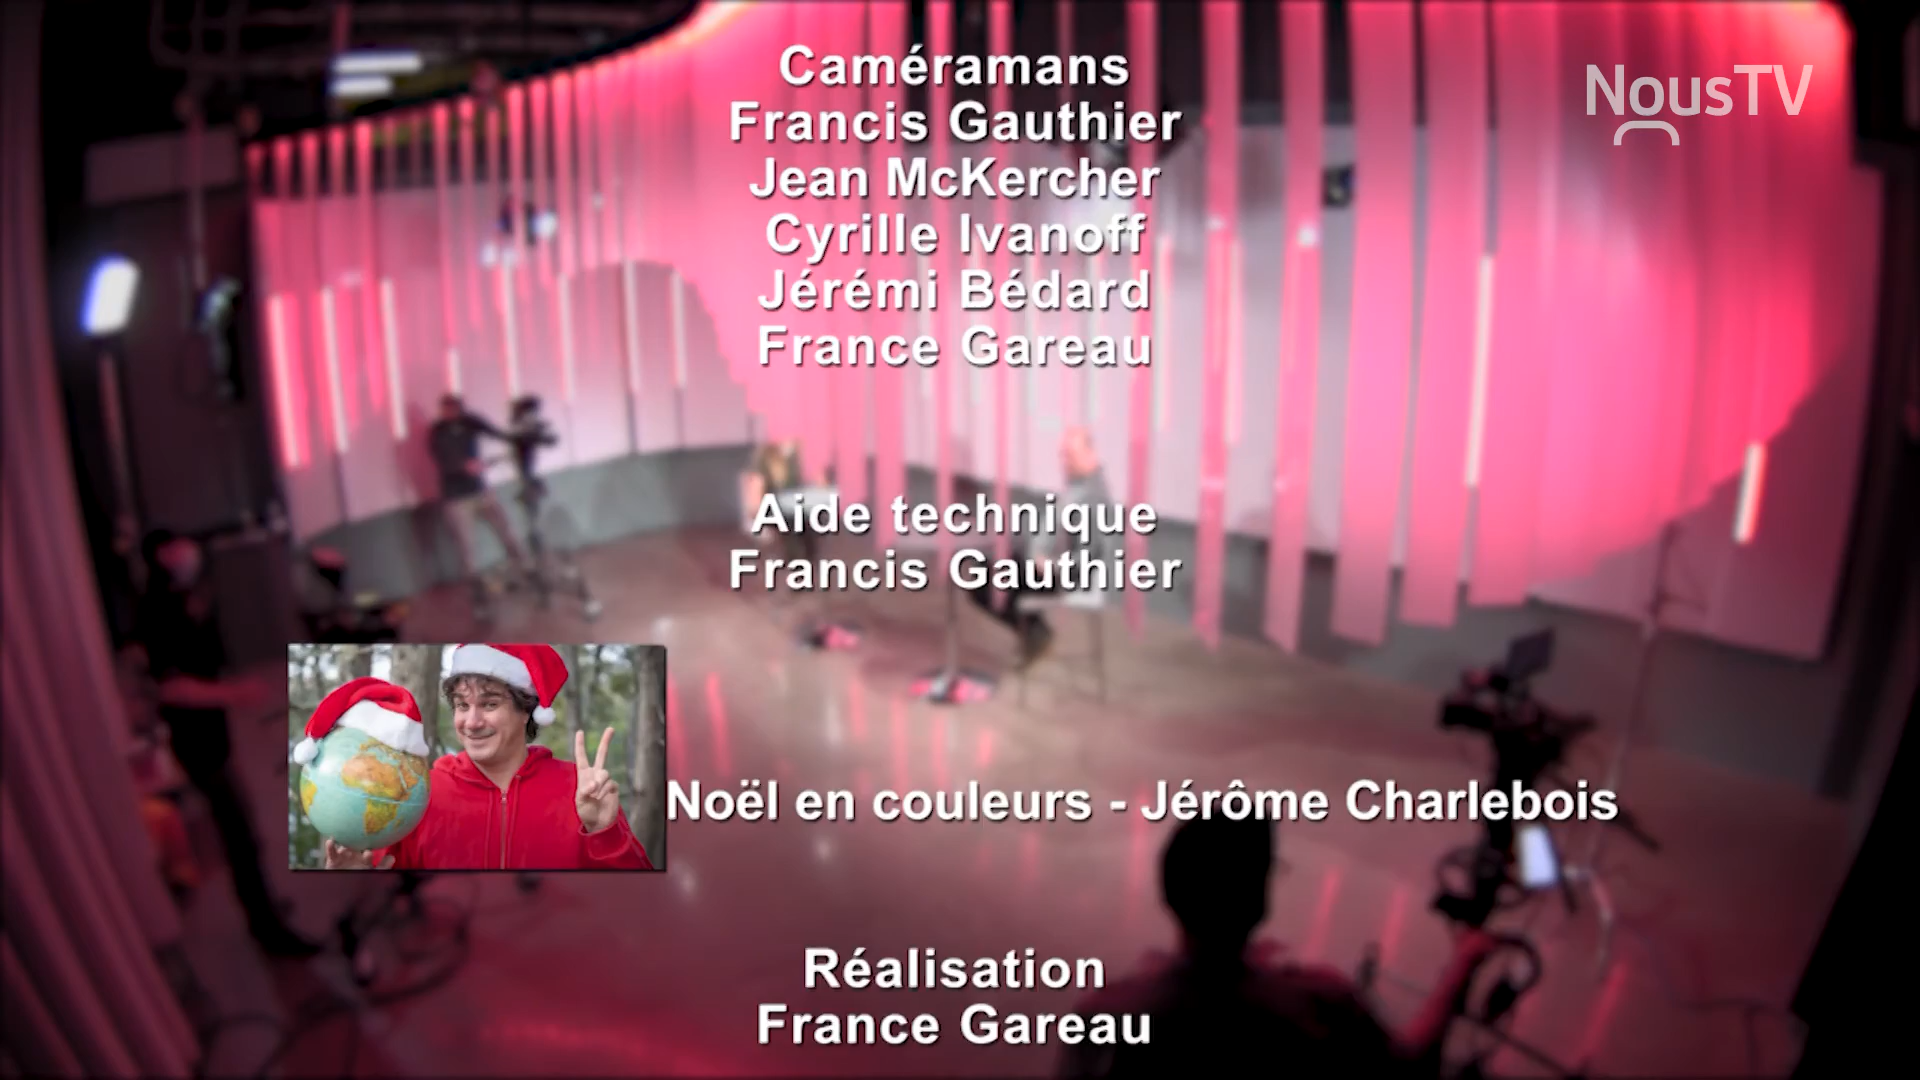 NousTV
Caméramans
Francis Gauthier
Jean McKercher
Cyrille Ivanoff
Jérémi Bédard
France Gareau
Aide technique
Francis Gauthier
Noël en couleurs - Jérôme Charlebois
Réalisation
France Gareau